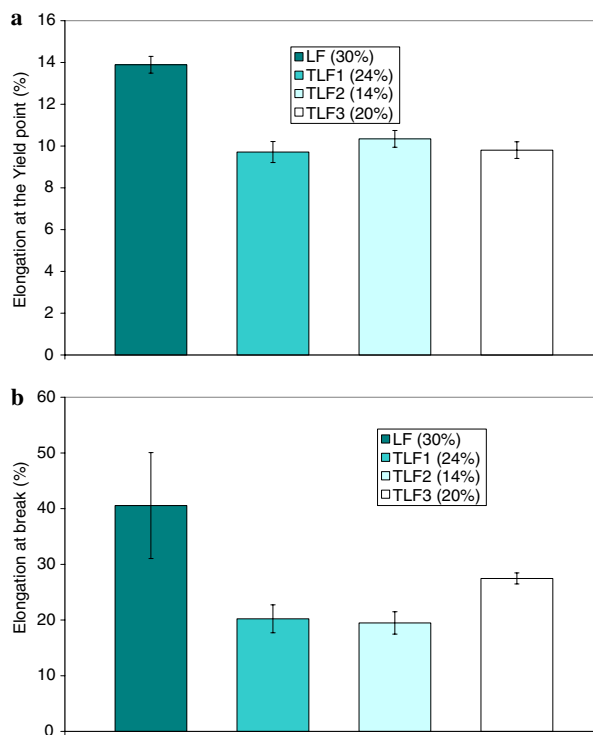 a
Elongation at the Yield point (%)
16
14
12
10
8
6
4
2
0
LF (30%)
TLF1 (24%)
TLF2 (14%)
TLF3 (20%)
b
Elongation at break (%)
60
50
40
30
20
10
0
LF (30%)
TLF1 (24%)
TLF2 (14%)
TLF3 (20%)